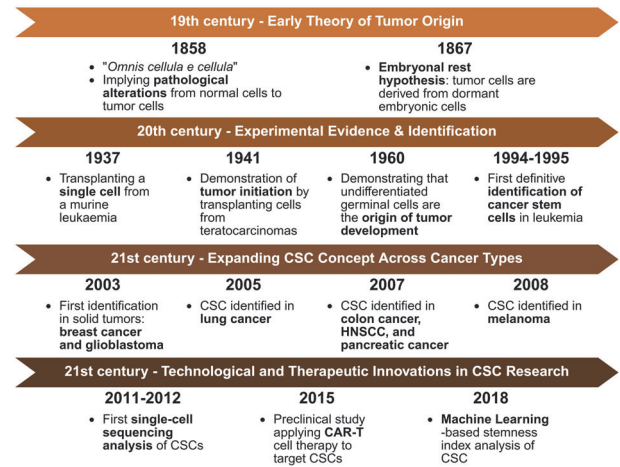 19th century - Early Theory of Tumor Origin
1858
• "Omnis cellula e cellula"
• Implying pathological
alterations from normal cells to
tumor cells
1867
• Embryonal rest
hypothesis: tumor cells are
derived from dormant
embryonic cells
20th century - Experimental Evidence & Identification
1937
• Transplanting a
single cell from
a murine
leukaemia
1941
• Demonstration of
tumor initiation by
transplanting cells
from
teratocarcinomas
1960
• Demonstrating that
undifferentiated
germinal cells are
the origin of tumor
development
1994-1995
• First definitive
identification of
cancer stem
cells in leukemia
21st century - Expanding CSC Concept Across Cancer Types
2003
• First identification
in solid tumors:
breast cancer
and glioblastoma
2005
• CSC identified in
lung cancer
2007
• CSC identified in
colon cancer,
HNSCC, and
pancreatic cancer
2008
• CSC identified in
melanoma
21st century - Technological and Therapeutic Innovations in CSC Research
2011-2012
• First single-cell
sequencing
analysis of CSCs
2015
• Preclinical study
applying CAR-T
cell therapy to
target CSCs
2018
• Machine Learning
-based stemness
index analysis of
CSC